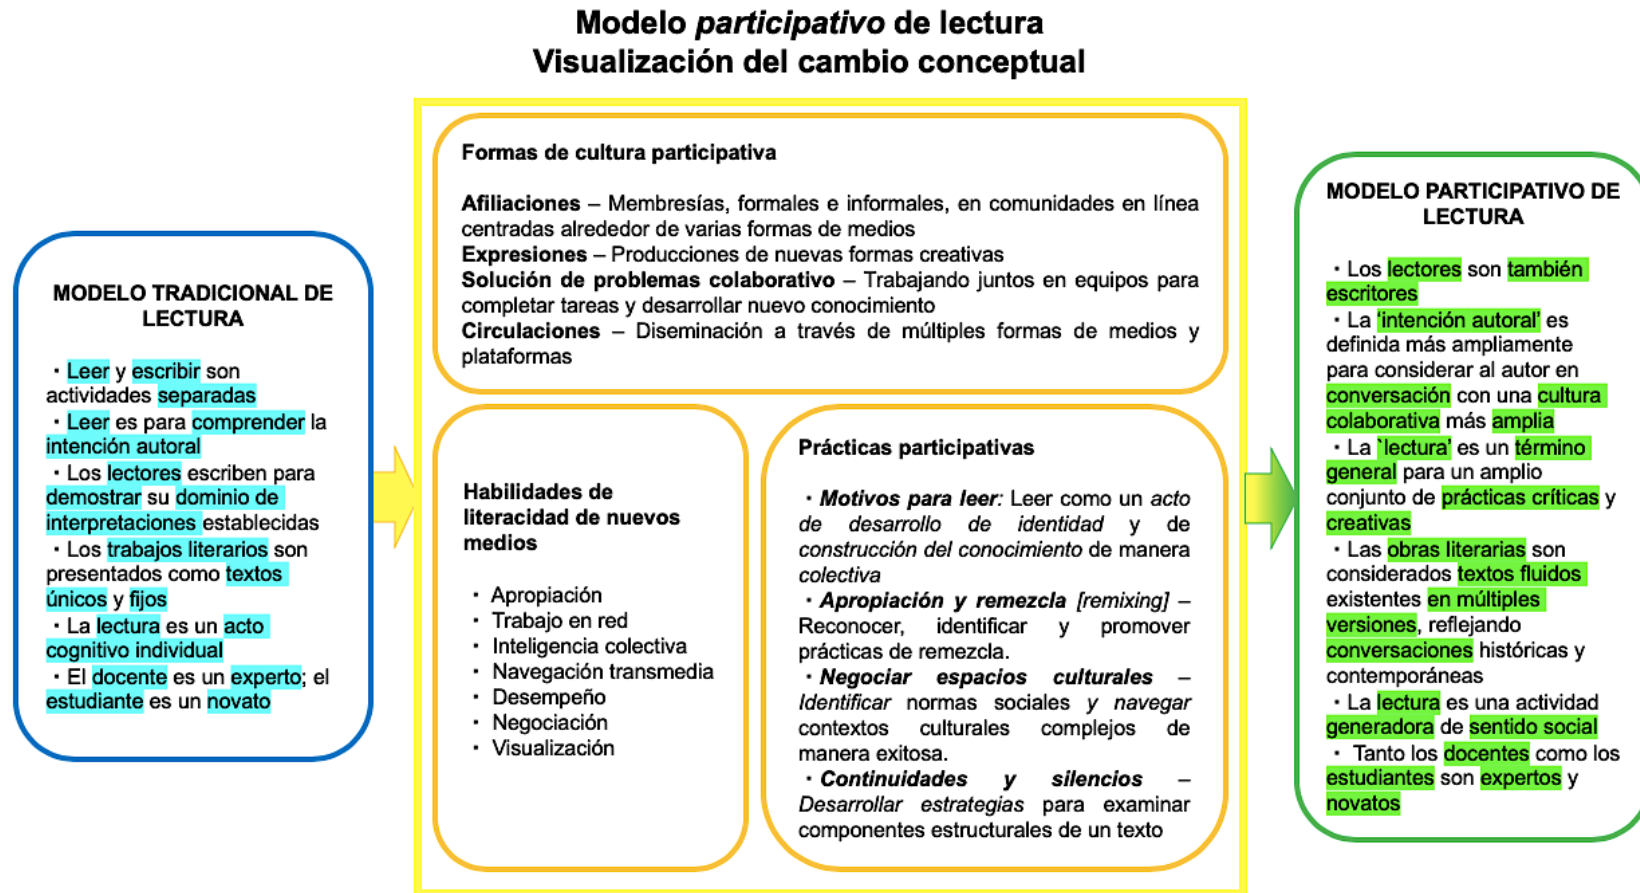 Modelo participativo de lectura
Visualización del cambio conceptual
MODELO TRADICIONAL DE
LECTURA
· Leer y escribir son
actividades separadas
· Leer es para comprender la
intención autoral
· Los lectores escriben para
demostrar su dominio de
interpretaciones establecidas
· Los trabajos literarios son
presentados como textos
únicos y fijos
· La lectura es un acto
cognitivo individual
· El docente es un experto; el
estudiante es un novato
Formas de cultura participativa
Afiliaciones – Membresías, formales e informales, en comunidades en línea
centradas alrededor de varias formas de medios
Expresiones – Producciones de nuevas formas creativas
Solución de problemas colaborativo – Trabajando juntos en equipos para
completar tareas y desarrollar nuevo conocimiento
Circulaciones – Diseminación a través de múltiples formas de medios y
plataformas
Habilidades de
literacidad de nuevos
medios
· Apropiación
· Trabajo en red
· Inteligencia colectiva
· Navegación transmedia
· Desempeño
· Negociación
· Visualización
Prácticas participativas
· Motivos para leer: Leer como un acto
de desarrollo de identidad y de
construcción del conocimiento de manera
colectiva
· Apropiación y remezcla [remixing] –
Reconocer, identificar y promover
prácticas de remezcla.
· Negociar espacios culturales –
Identificar normas sociales y navegar
contextos culturales complejos de
manera exitosa.
· Continuidades y silencios –
Desarrollar estrategias para examinar
componentes estructurales de un texto
MODELO PARTICIPATIVO DE
LECTURA
· Los lectores son también
escritores
· La ‘intención autoral’ es
definida más ampliamente
para considerar al autor en
conversación con una cultura
colaborativa más amplia
· La `lectura’ es un término
general para un amplio
conjunto de prácticas críticas y
creativas
· Las obras literarias son
considerados textos fluidos
existentes en múltiples
versiones, reflejando
conversaciones históricas y
contemporáneas
· La lectura es una actividad
generadora de sentido social
· Tanto los docentes como los
estudiantes son expertos y
novatos